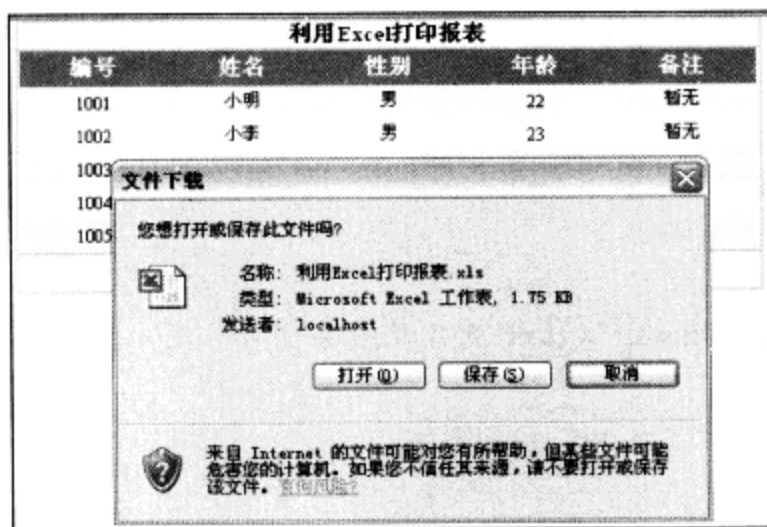 利用Excel打印报表
编号 姓名 性别 年龄 备注
1001 小明 男 22 暂无
1002 小李 男 23 暂无
1003
1004
1005
文件下载
您想打开或保存此文件吗?
名称: 利用Excel打印报表.xls
类型: Microsoft Excel 工作表, 1.75 KB
发送者: localhost
打开(O) 保存(S) 取消
来自 Internet 的文件可能对您有所帮助，但某些文件可能
危害您的计算机。如果您不信任其来源，请不要打开或保存
该文件。有何风险?